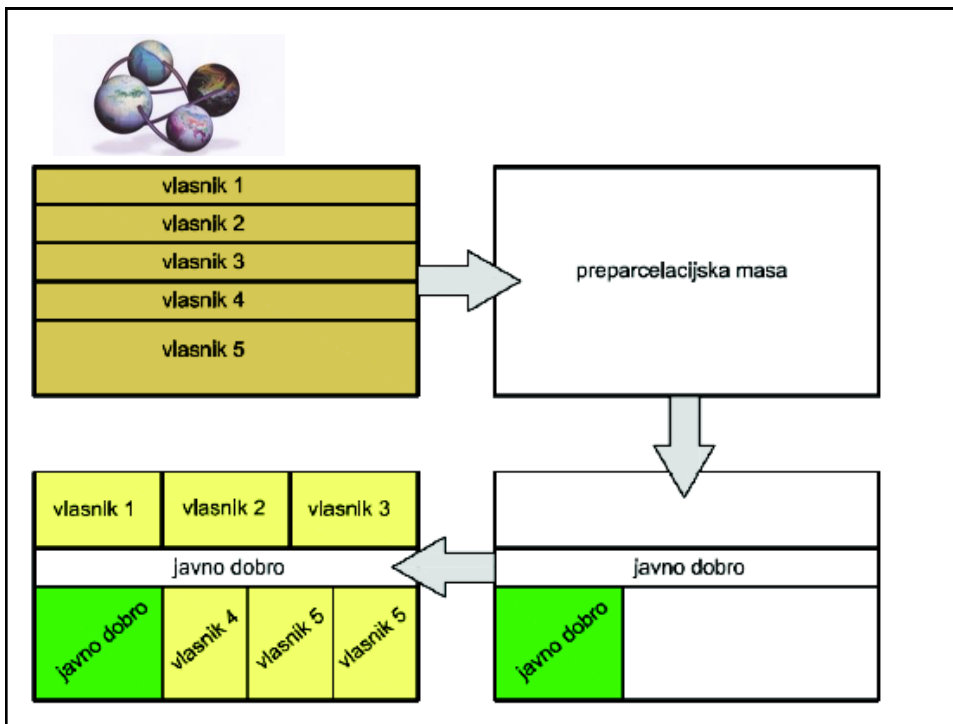 vlasnik 1
vlasnik 2
vlasnik 3
vlasnik 4
vlasnik 5
preparcelacijska masa
vlasnik 1
vlasnik 2
vlasnik 3
javno dobro
javno dobro
vlasnik 4
vlasnik 5
vlasnik 5
javno dobro
javno dobro